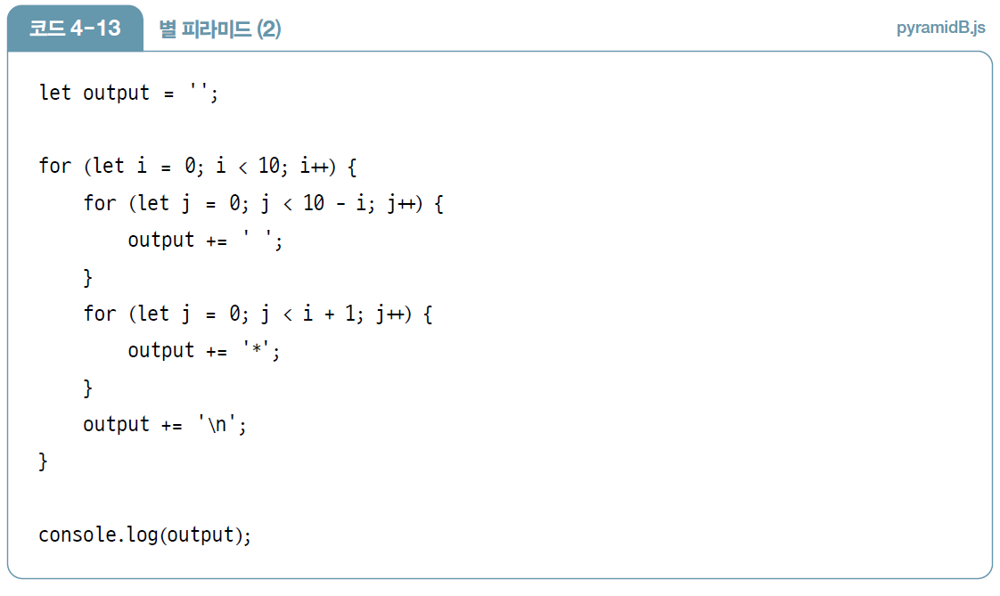 코드 4-13 별 피라미드 (2) pyramidB.js
let output = '';
for (let i = 0; i < 10; i++) {
    for (let j = 0; j < 10 - i; j++) {
        output += ' ';
    }
    for (let j = 0; j < i + 1; j++) {
        output += '*';
    }
    output += '\n';
}
console.log(output);